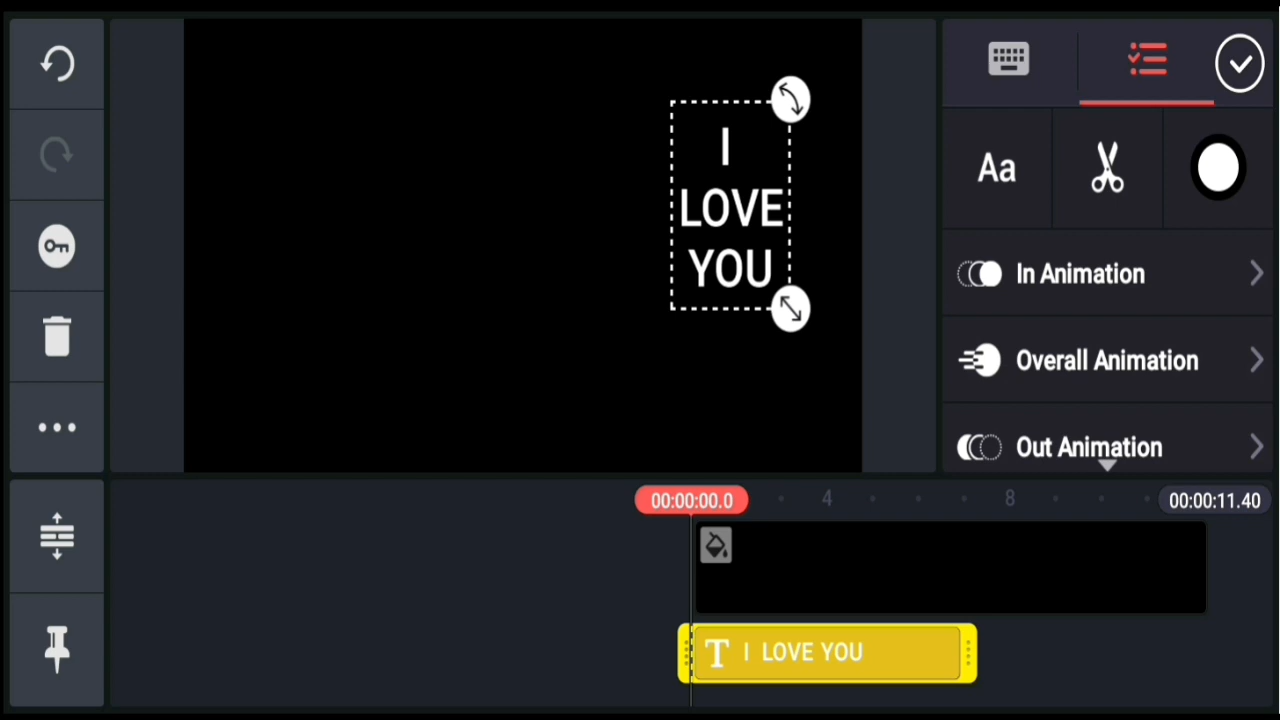 I
LOVE
YOU
Aa
In Animation
Overall Animation
Out Animation
00:00:00.0
4
8
00:00:11.40
T I LOVE YOU